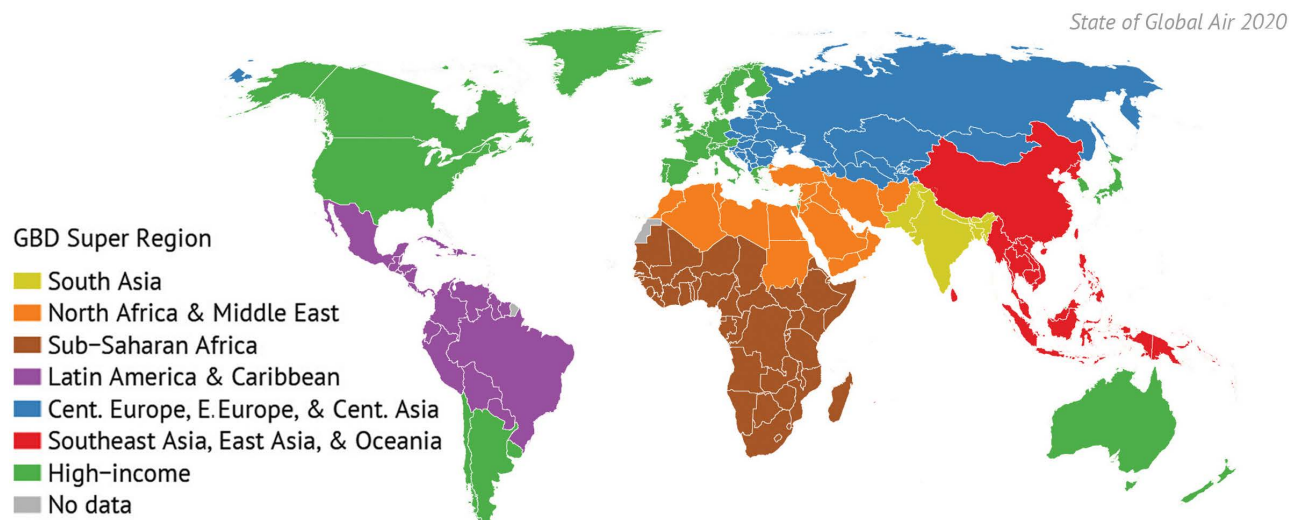 State of Global Air 2020
GBD Super Region
South Asia
North Africa & Middle East
Sub-Saharan Africa
Latin America & Caribbean
Cent. Europe, E.Europe, & Cent. Asia
Southeast Asia, East Asia, & Oceania
High-income
No data